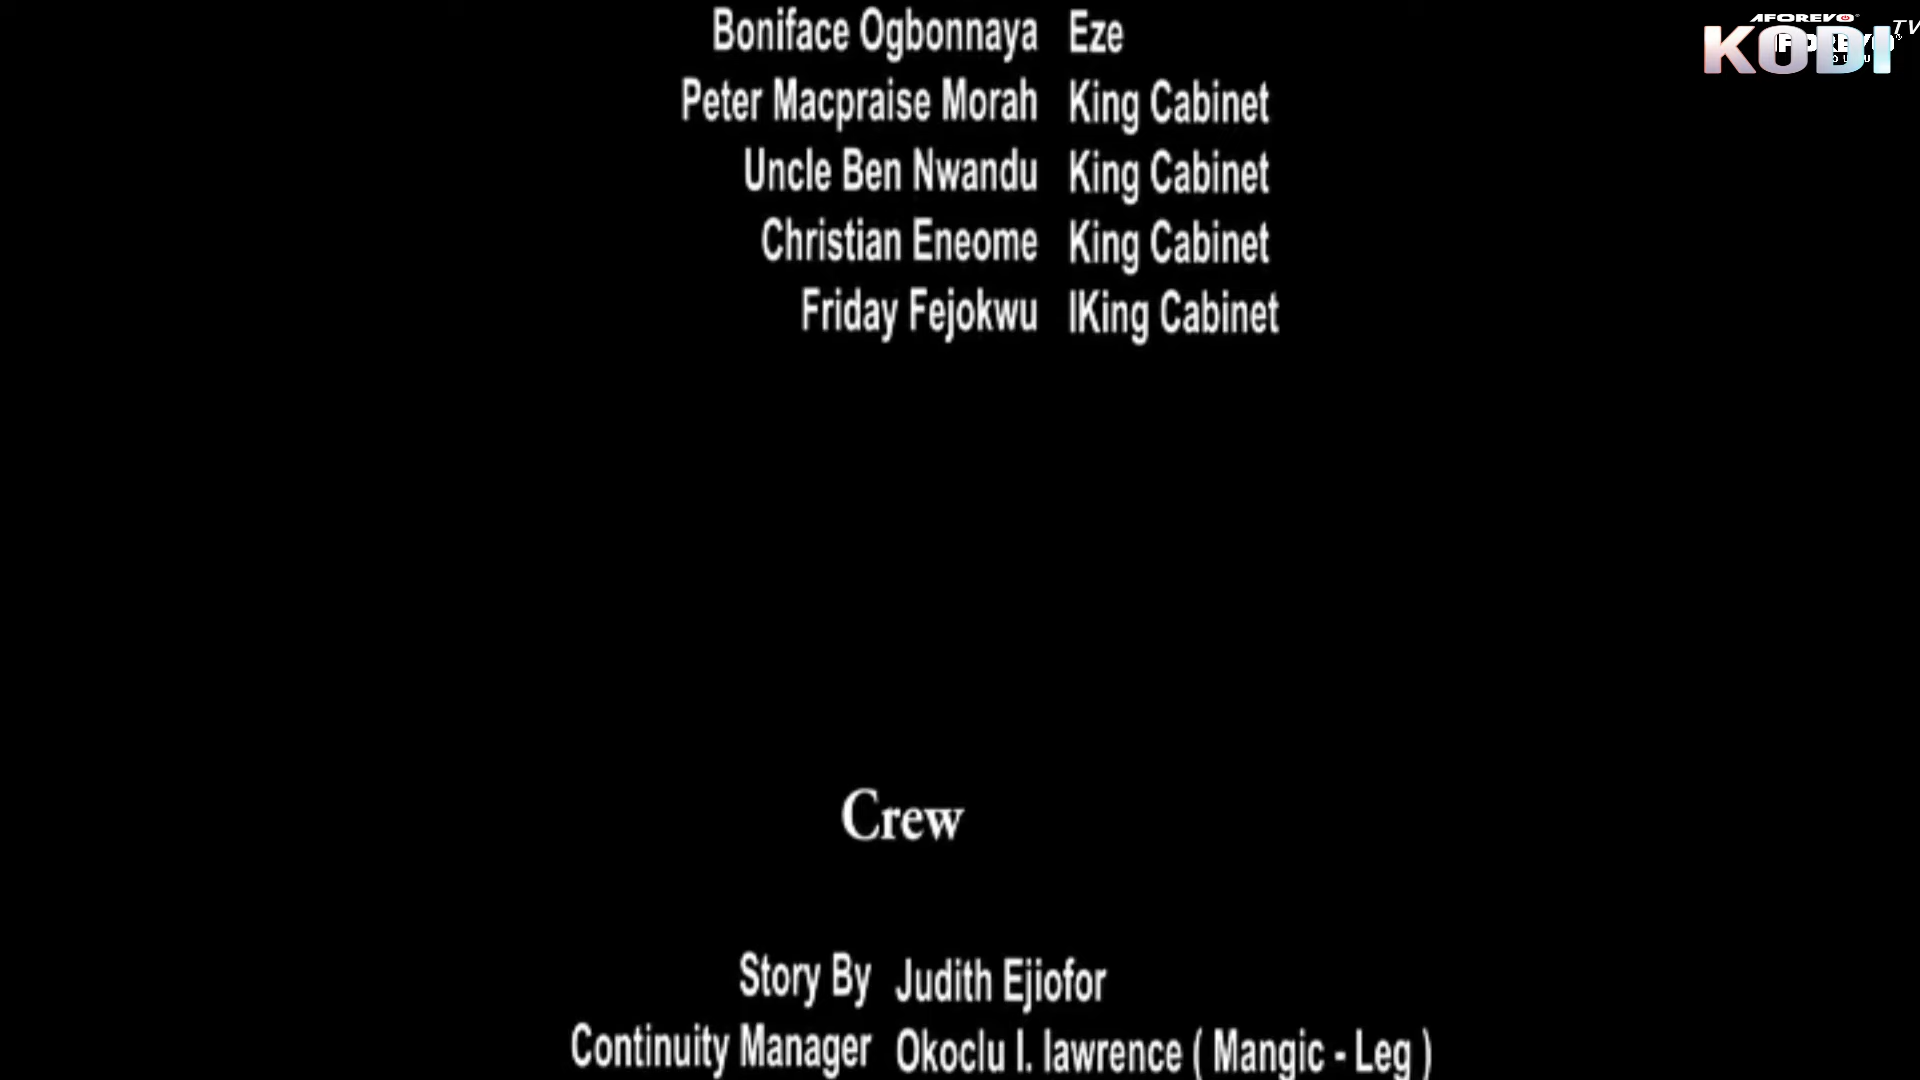 Boniface Ogbonnaya Eze
Peter Macpraise Morah King Cabinet
Uncle Ben Nwandu King Cabinet
Christian Eneome King Cabinet
Friday Fejokwu IKing Cabinet
Crew
Story By Judith Ejiofor
Continuity Manager Okoclu I. lawrence ( Mangic - Leg )
AFOREVO TV
KODI